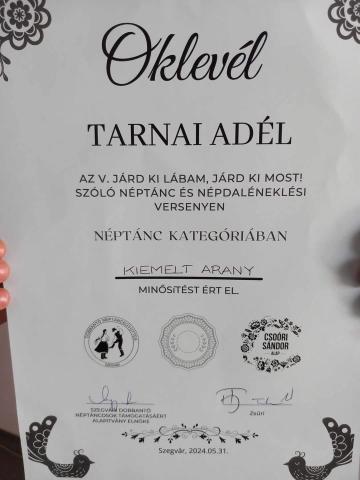 Oklevél
TARNAI ADÉL
AZ V. JÁRD KI LÁBAM, JÁRD KI MOST!
SZÓLÓ NÉPTÁNC ÉS NÉPDALÉNEKLÉSI
VERSENYEN
NÉPTÁNC KATEGÓRIÁBAN
KIEMELT ARANY
MINŐSÍTÉST ÉRT EL.
CSOÓRI
SÁNDOR
ALAP
SZEGVÁRI DOBBANTÓ
NÉPTÁNCOSOK TÁMOGATÁSÁÉRT
ALAPÍTVÁNY ELNÖKE
Zsűri
Szegvár, 2024.05.31.